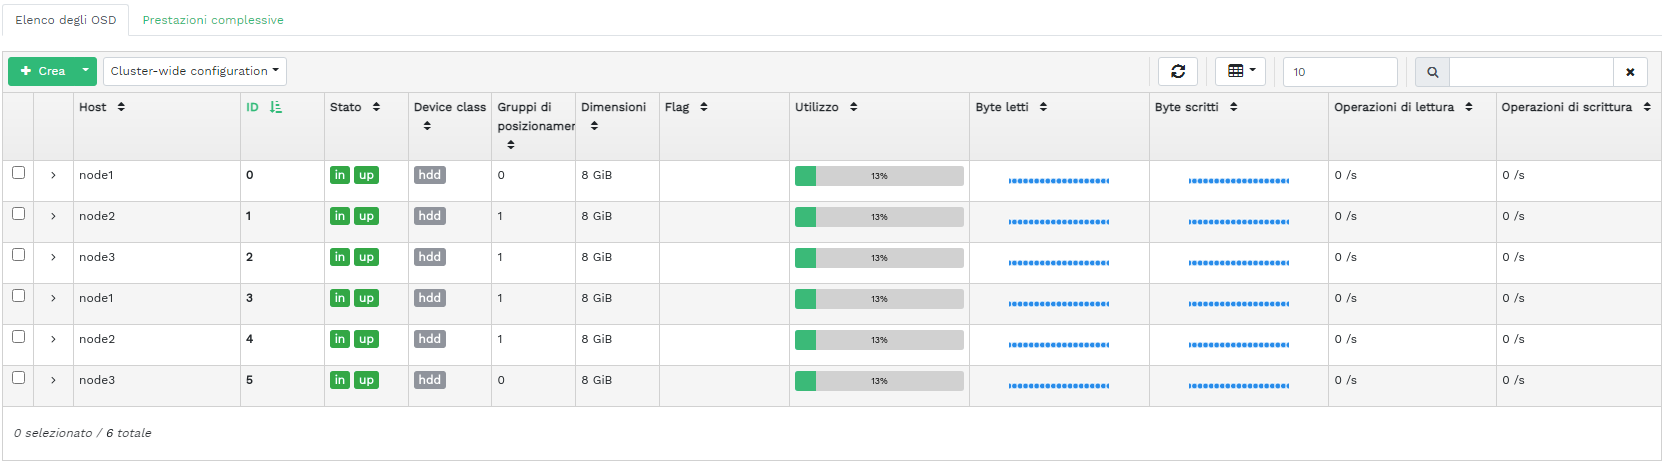 Elenco degli OSD Prestazioni complessive
Crea Cluster-wide configuration 10
Host ID Stato Device class Gruppi di posizionamen Dimensioni Flag Utilizzo Byte letti Byte scritti Operazioni di lettura Operazioni di scrittura
node1 0 in up hdd 0 8 GiB 13% 0 /s 0 /s
node2 1 in up hdd 1 8 GiB 13% 0 /s 0 /s
node3 2 in up hdd 1 8 GiB 13% 0 /s 0 /s
node1 3 in up hdd 1 8 GiB 13% 0 /s 0 /s
node2 4 in up hdd 1 8 GiB 13% 0 /s 0 /s
node3 5 in up hdd 0 8 GiB 13% 0 /s 0 /s
0 selezionato / 6 totale